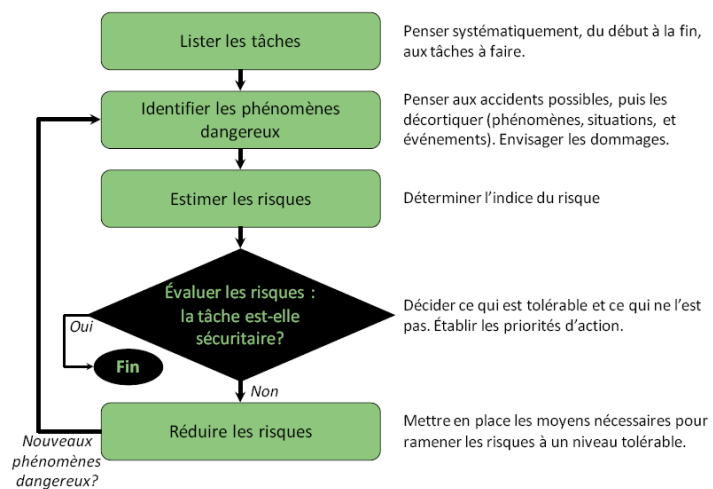 Lister les tâches
Penser systématiquement, du début à la fin,
aux tâches à faire.
Identifier les phénomènes
dangereux
Penser aux accidents possibles, puis les
décortiquer (phénomènes, situations, et
événements). Envisager les dommages.
Estimer les risques
Déterminer l'indice du risque
Évaluer les risques :
la tâche est-elle
sécuritaire?
Décider ce qui est tolérable et ce qui ne l'est
pas. Établir les priorités d'action.
Oui
Fin
Non
Réduire les risques
Mettre en place les moyens nécessaires pour
ramener les risques à un niveau tolérable.
Nouveaux
phénomènes
dangereux?